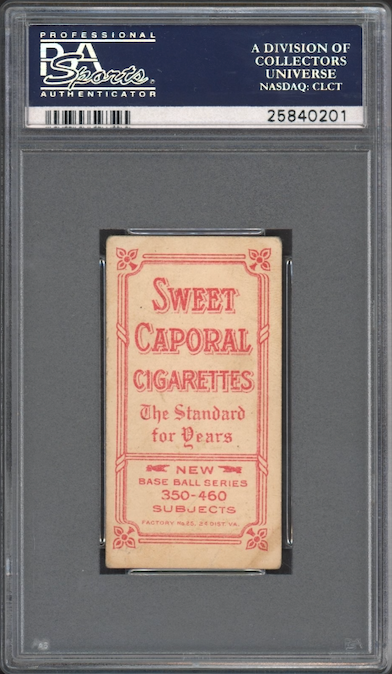 PROFESSIONAL
PSA
Sports
AUTHENTICATOR
A DIVISION OF
COLLECTORS
UNIVERSE
NASDAQ: CLCT
25840201
SWEET
CAPORAL
CIGARETTES
The Standard
for Years
NEW
BASE BALL SERIES
350-460
SUBJECTS
FACTORY
VA.